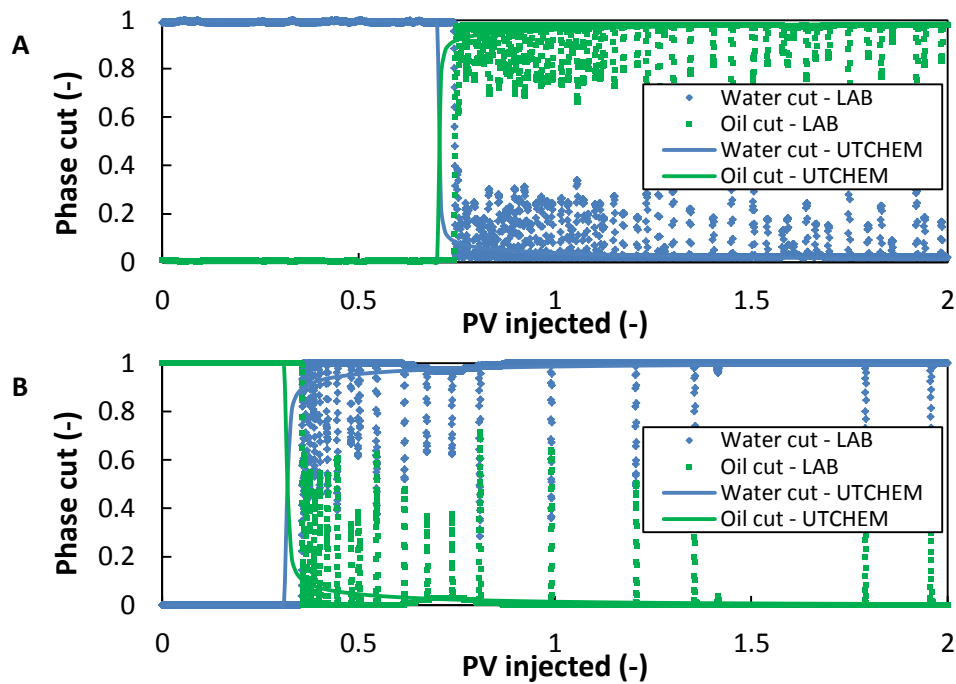 A
Phase cut (-)
1
0.8
0.6
0.4
0.2
0
Water cut - LAB
Oil cut - LAB
Water cut - UTCHEM
Oil cut - UTCHEM
0 0.5 1 1.5 2
PV injected (-)
B
Phase cut (-)
1
0.8
0.6
0.4
0.2
0
Water cut - LAB
Oil cut - LAB
Water cut - UTCHEM
Oil cut - UTCHEM
0 0.5 1 1.5 2
PV injected (-)